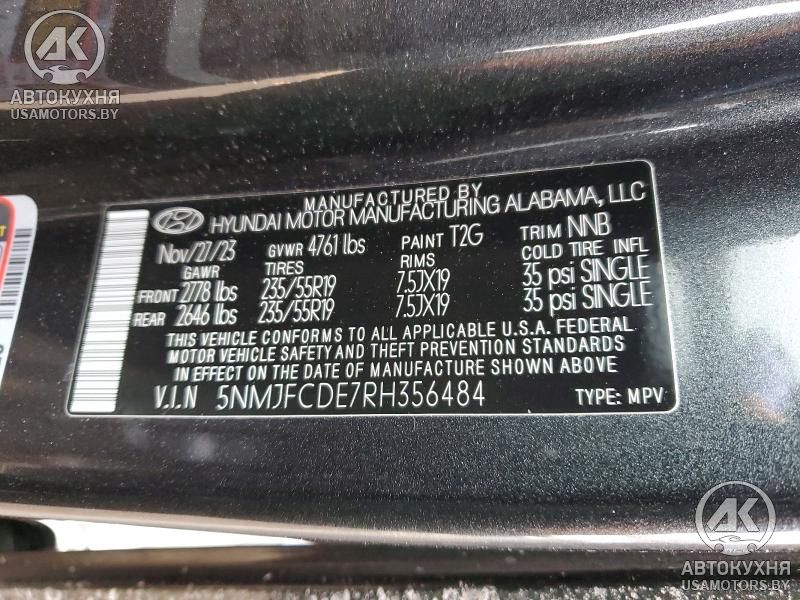 AK
АВТОКУХНЯ
USAMOTORS.BY
MANUFACTURED BY
HYUNDAI MOTOR MANUFACTURING ALABAMA, LLC
Nov/27/23 GVWR 4761 lbs PAINT T2G TRIM NNB
GAWR TIRES RIMS COLD TIRE INFL
FRONT 2778 lbs 235/55R19 7.5JX19 35 psi SINGLE
REAR 2646 lbs 235/55R19 7.5JX19 35 psi SINGLE
THIS VEHICLE CONFORMS TO ALL APPLICABLE U.S.A. FEDERAL
MOTOR VEHICLE SAFETY AND THEFT PREVENTION STANDARDS
IN EFFECT ON THE DATE OF MANUFACTURE SHOWN ABOVE.
V.I.N 5NMJFCDE7RH356484 TYPE: MPV
AK
АВТОКУХНЯ
USAMOTORS.BY